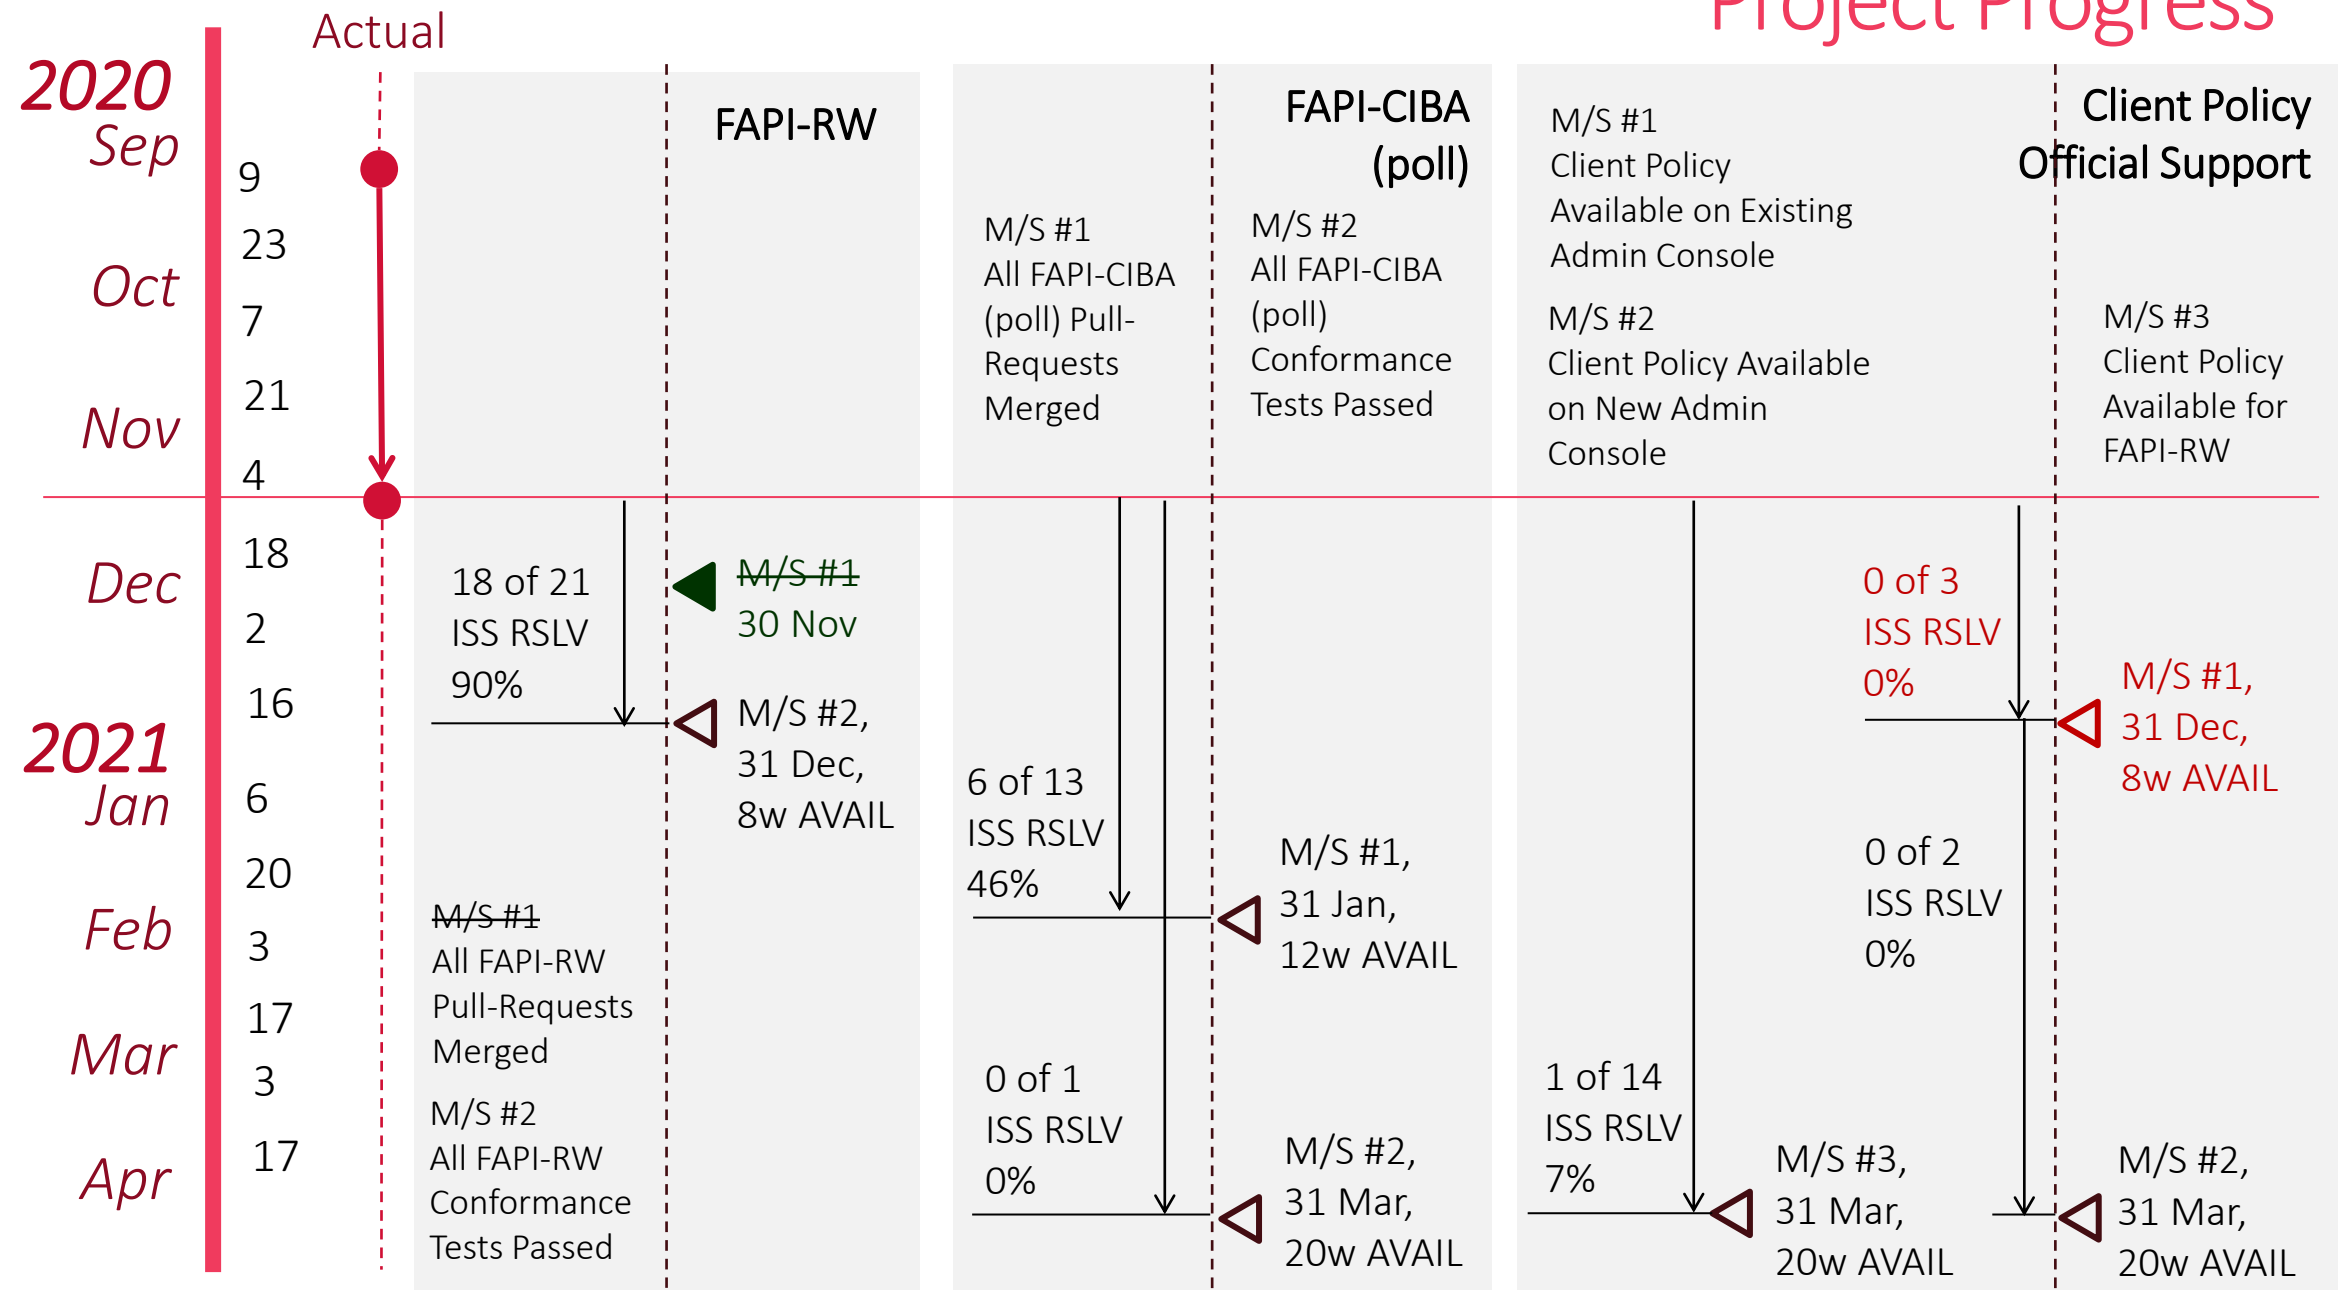 Project Progress
Actual
2020
Sep
9
23
Oct
7
21
Nov
4
18
Dec
2
16
2021
Jan
6
20
Feb
3
17
Mar
3
17
Apr
FAPI-RW
18 of 21
ISS RSLV
90%
M/S #1
30 Nov
M/S #2,
31 Dec,
8w AVAIL
M/S #1
All FAPI-RW
Pull-Requests
Merged
M/S #2
All FAPI-RW
Conformance
Tests Passed
FAPI-CIBA
(poll)
M/S #1
All FAPI-CIBA
(poll) Pull-
Requests
Merged
M/S #2
All FAPI-CIBA
(poll)
Conformance
Tests Passed
6 of 13
ISS RSLV
46%
M/S #1,
31 Jan,
12w AVAIL
0 of 1
ISS RSLV
0%
M/S #2,
31 Mar,
20w AVAIL
Client Policy
Official Support
M/S #1
Client Policy
Available on Existing
Admin Console
M/S #2
Client Policy Available
on New Admin
Console
M/S #3
Client Policy
Available for
FAPI-RW
0 of 3
ISS RSLV
0%
M/S #1,
31 Dec,
8w AVAIL
0 of 2
ISS RSLV
0%
1 of 14
ISS RSLV
7%
M/S #3,
31 Mar,
20w AVAIL
M/S #2,
31 Mar,
20w AVAIL